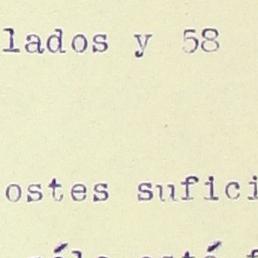 lados y 58
ostes sufici